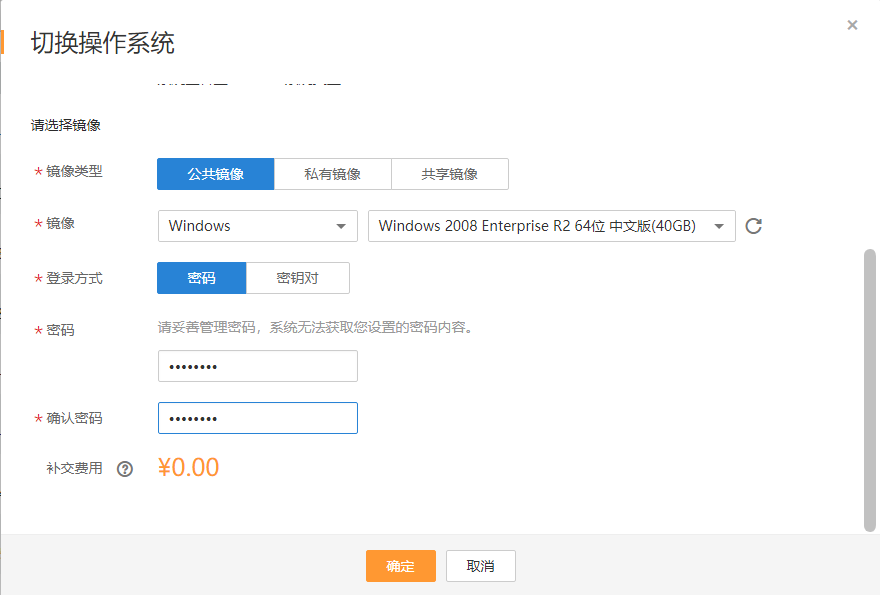 切换操作系统
请选择镜像
* 镜像类型 公共镜像 私有镜像 共享镜像
* 镜像 Windows Windows 2008 Enterprise R2 64位 中文版(40GB)
* 登录方式 密码 密钥对
* 密码 请妥善管理密码，系统无法获取您设置的密码内容。
••••••••
* 确认密码 ••••••••
补交费用 ? ¥0.00
确定 取消